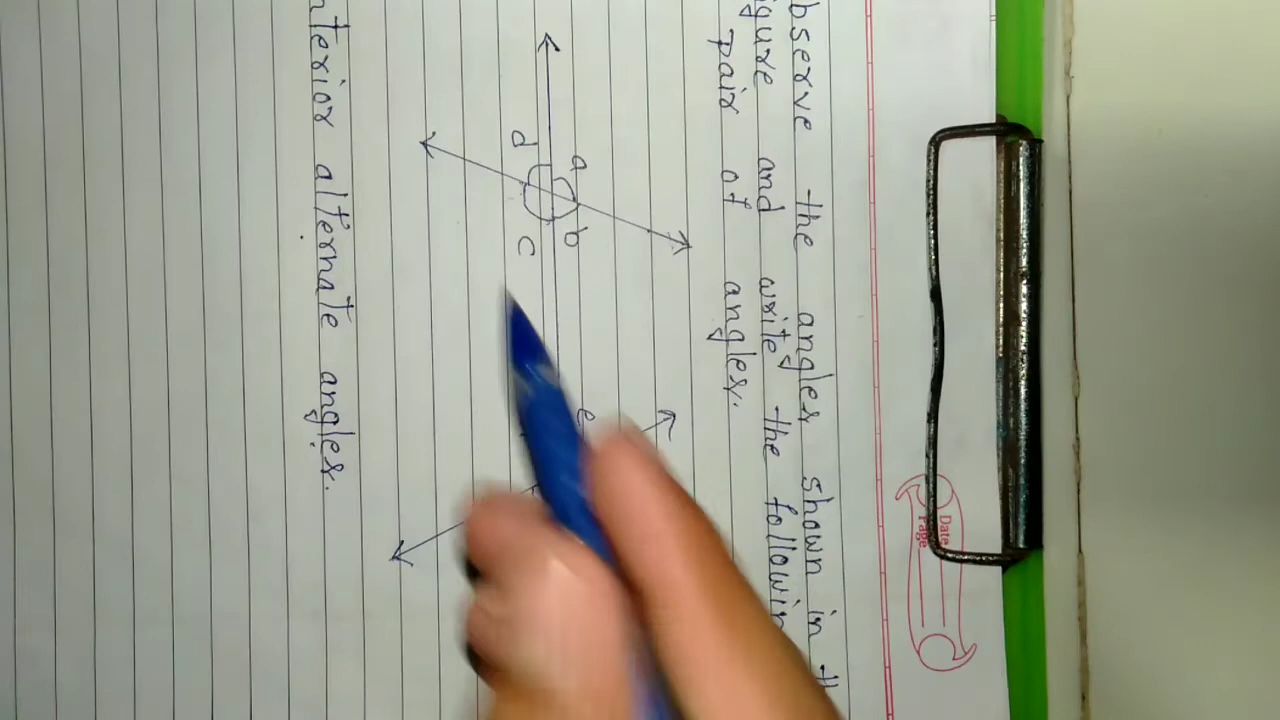 Date
Page
bserve the angles shown in th
igure and write the followin
pair of angles.
a
b
d
c
e
nterior alternate angles.